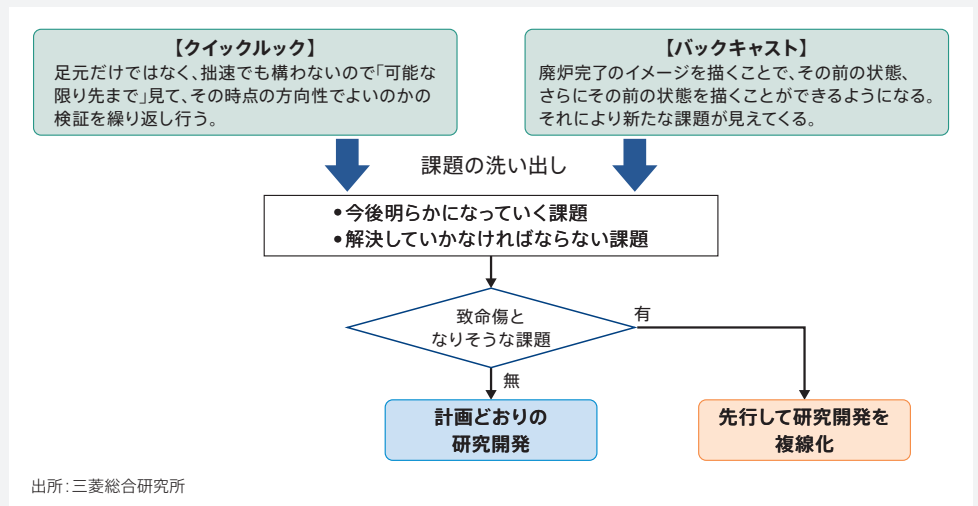 【クイックルック】
足元だけではなく、拙速でも構わないので「可能な
限り先まで」見て、その時点の方向性でよいのかの
検証を繰り返し行う。
【バックキャスト】
廃炉完了のイメージを描くことで、その前の状態、
さらにその前の状態を描くことができるようになる。
それにより新たな課題が見えてくる。
課題の洗い出し
•今後明らかになっていく課題
•解決していかなければならない課題
致命傷と
なりそうな課題
有
無
計画どおりの
研究開発
先行して研究開発を
複線化
出所:三菱総合研究所